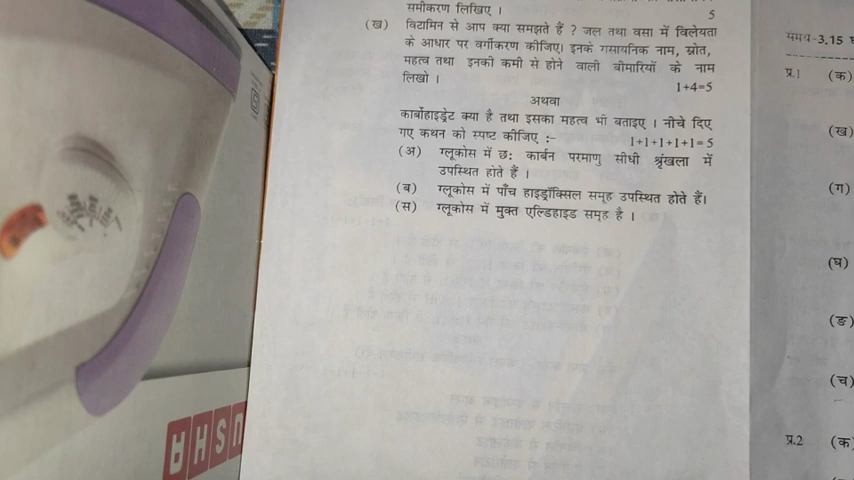 समीकरण लिखिए ।
5
(ख) विटामिन से आप क्या समझते हैं ? जल तथा वसा में विलेयता
के आधार पर वर्गीकरण कीजिए। इनके रासायनिक नाम, स्रोत,
महत्व तथा इनकी कमी से होने वाली बीमारियों के नाम
लिखो ।
1+4=5
अथवा
कार्बोहाइड्रेट क्या है तथा इसका महत्व भी बताइए । नीचे दिए
गए कथन को स्पष्ट कीजिए :-
1+1+1+1+1=5
(अ) ग्लूकोस में छ: कार्बन परमाणु सीधी श्रृंखला में
उपस्थित होते हैं ।
(ब) ग्लूकोस में पाँच हाइड्रॉक्सिल समूह उपस्थित होते हैं।
(स) ग्लूकोस में मुक्त एल्डिहाइड समूह है ।
समय-3.15
प्र.1 (क)
(ख)
(ग)
(घ)
(ङ)
(च)
प्र.2 (क
USHA